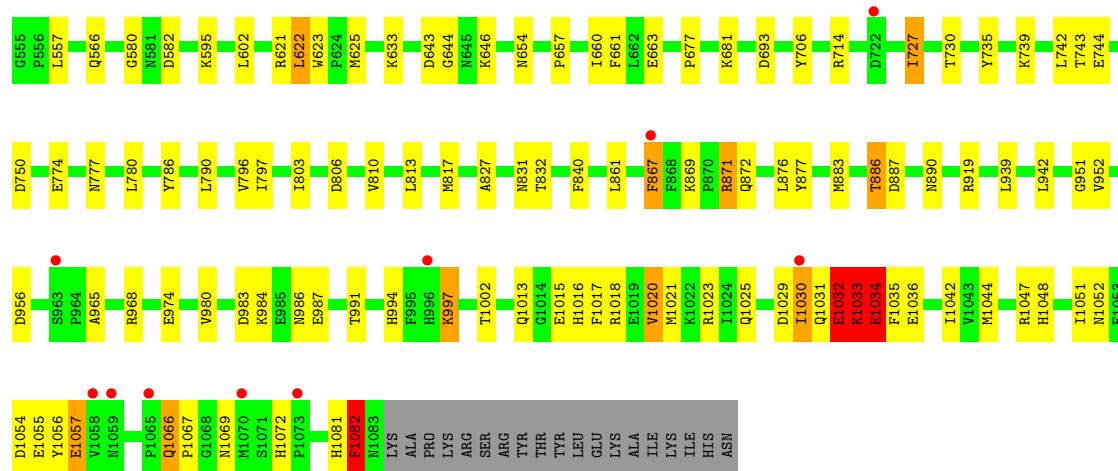 G555 P556 L557 Q566 G580 N581 D582 K595 L602 R621 L622 W623 P624 M625 K633 D643 G644 N645 K646 N654 P657 I660 F661 L662 E663 P677 K681 D693 Y706 R714 D722 I727 T730 Y735 K739 L742 T743 E744
D750 E774 N777 L780 Y786 L790 V796 I797 I803 D806 V810 L813 M817 A827 N831 T832 F840 L861 F867 F868 K869 P870 R871 Q872 L876 Y877 M883 T886 D887 N890 R919 L939 L942 G951 V952
D956 S963 P964 A965 R968 E974 V980 D983 K984 E985 N986 E987 T991 H994 F995 H996 K997 T1002 Q1013 G1014 E1015 H1016 F1017 R1018 E1019 V1020 M1021 K1022 R1023 I1024 Q1025 D1029 I1030 Q1031 E1032 K1033 E1034 F1035 E1036 I1042 V1043 M1044 R1047 H1048 I1051 N1052 E1053
D1054 E1055 Y1056 E1057 V1058 N1059 P1065 Q1066 P1067 G1068 N1069 M1070 S1071 H1072 P1073 H1081 F1082 N1083 LYS ALA PRO LYS ARG SER ARG TYR THR TYR LEU GLU LYS ALA ILE LYS ILE HIS ASN